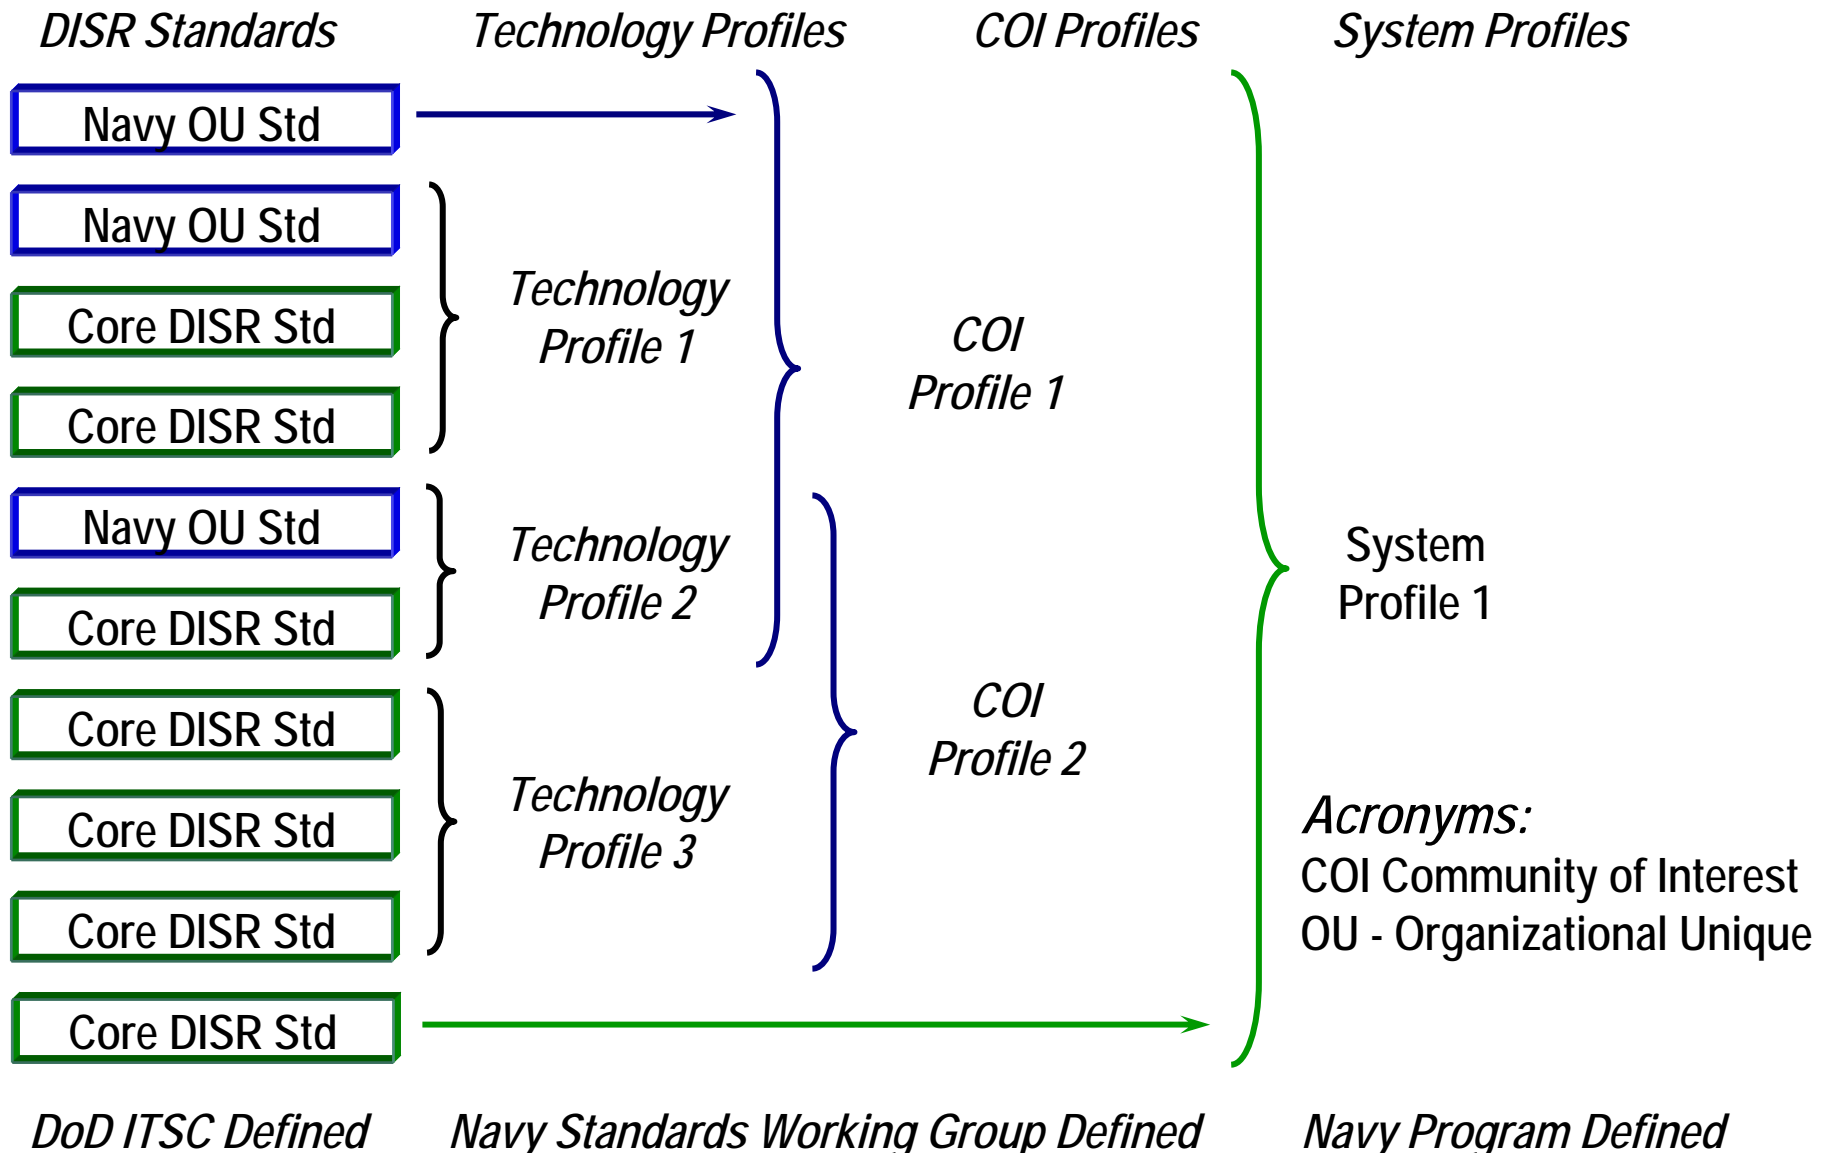 DISR Standards
Technology Profiles
COI Profiles
System Profiles
Navy OU Std
Navy OU Std
Core DISR Std
Core DISR Std
Navy OU Std
Core DISR Std
Core DISR Std
Core DISR Std
Core DISR Std
Core DISR Std
Technology
Profile 1
Technology
Profile 2
Technology
Profile 3
COI
Profile 1
COI
Profile 2
System
Profile 1
Acronyms:
COI Community of Interest
OU - Organizational Unique
DoD ITSC Defined
Navy Standards Working Group Defined
Navy Program Defined